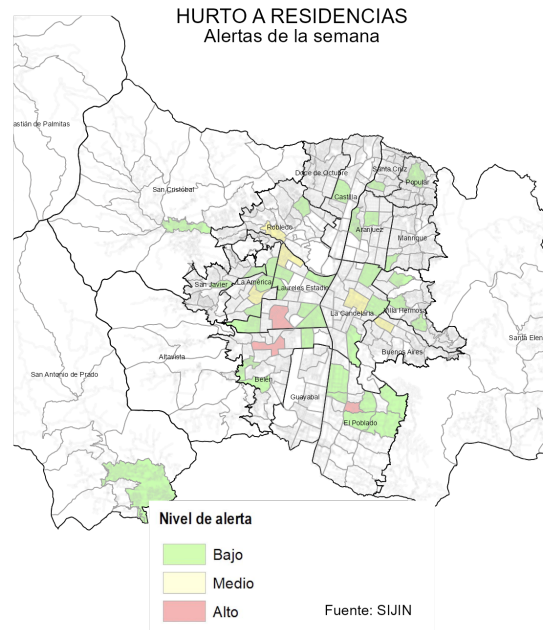 HURTO A RESIDENCIAS
Alertas de la semana
astián de Palmitas
San Cristóbal
Doce de Octubre
Santa Cruz
Popular
Castilla
Robledo
Aranjuez
Manrique
San Javier
La América
Laureles Estadio
La Candelaria
Villa Hermosa
Santa Elen
Buenos Aires
Altavista
San Antonio de Prado
Belén
Guayabal
El Poblado
Nivel de alerta
Bajo
Medio
Alto
Fuente: SIJIN